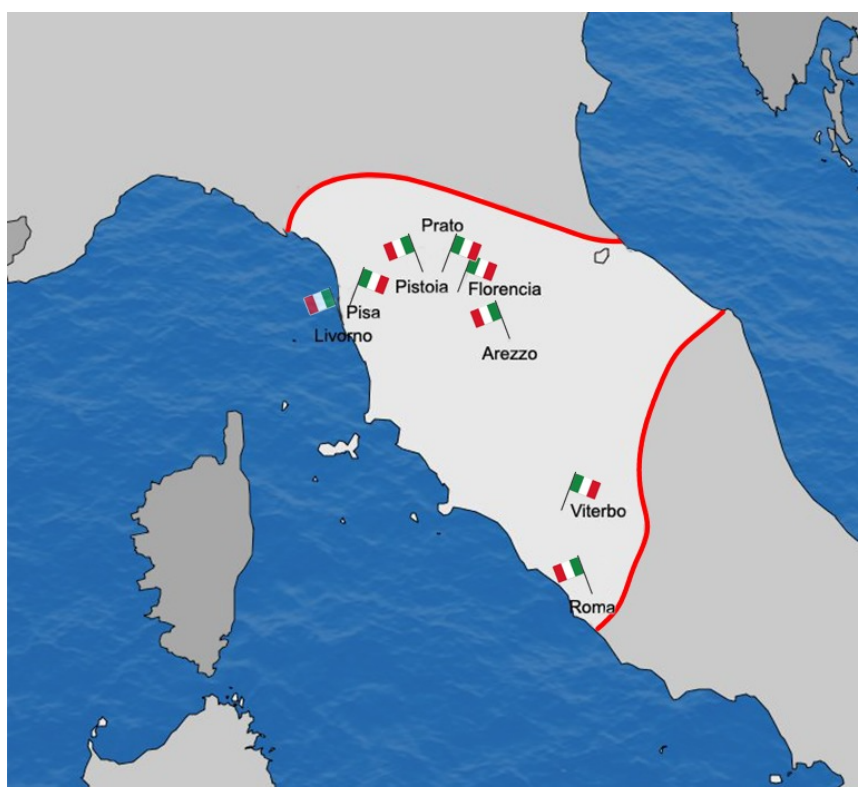 Prato
Pistoia
Florencia
Pisa
Livorno
Arezzo
Viterbo
Roma